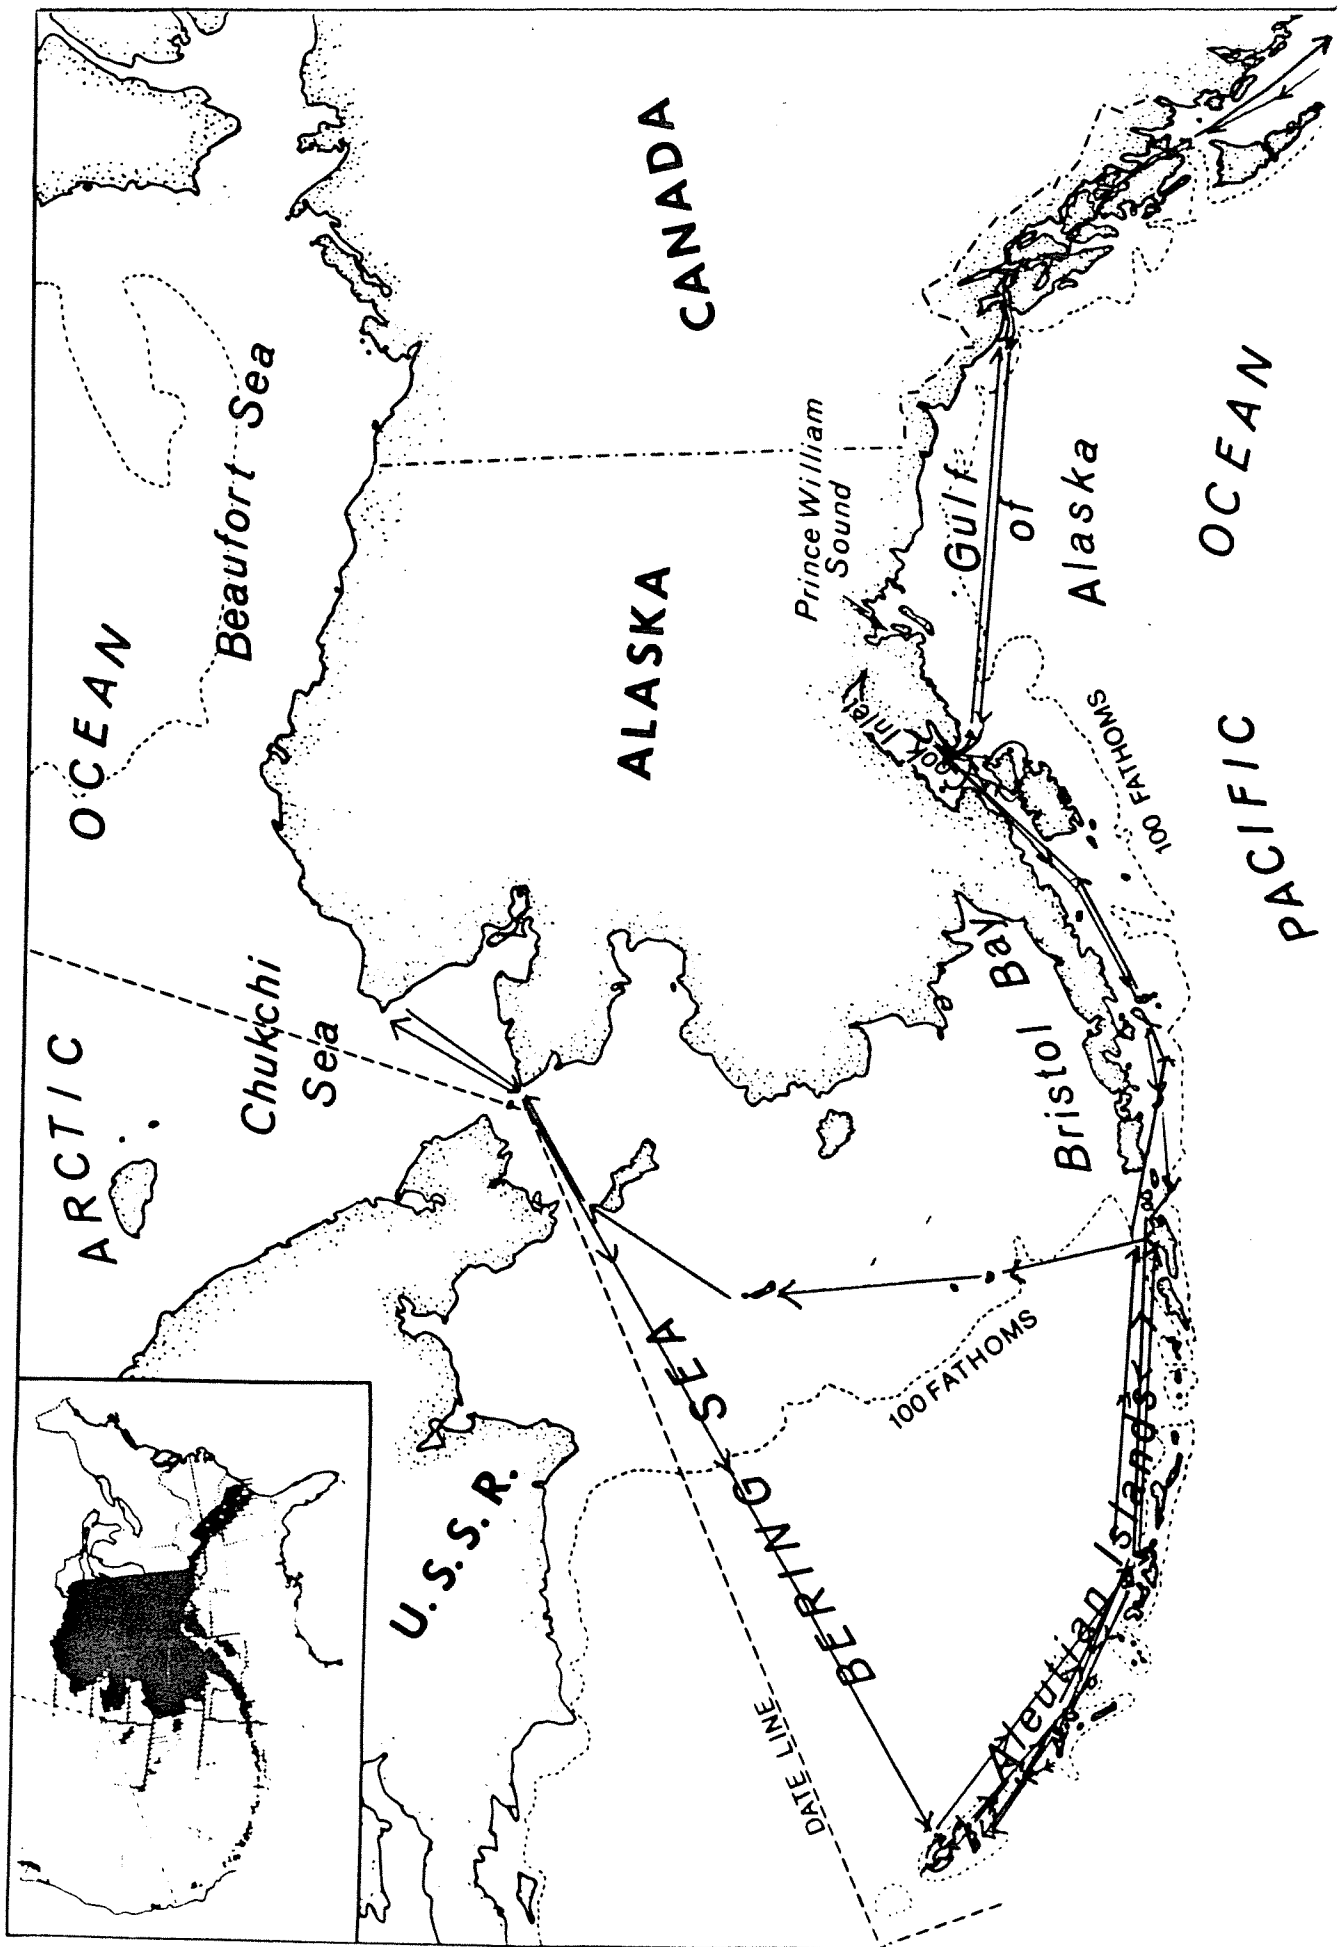 ARCTIC
OCEAN
Chukchi
Sea
Beaufort Sea
U.S.S.R.
ALASKA
CANADA
BERING SEA
DATE LINE
100 FATHOMS
Bristol Bay
Cook Inlet
Prince William
Sound
Gulf
of
Alaska
100 FATHOMS
Aleutian Islands
PACIFIC
OCEAN